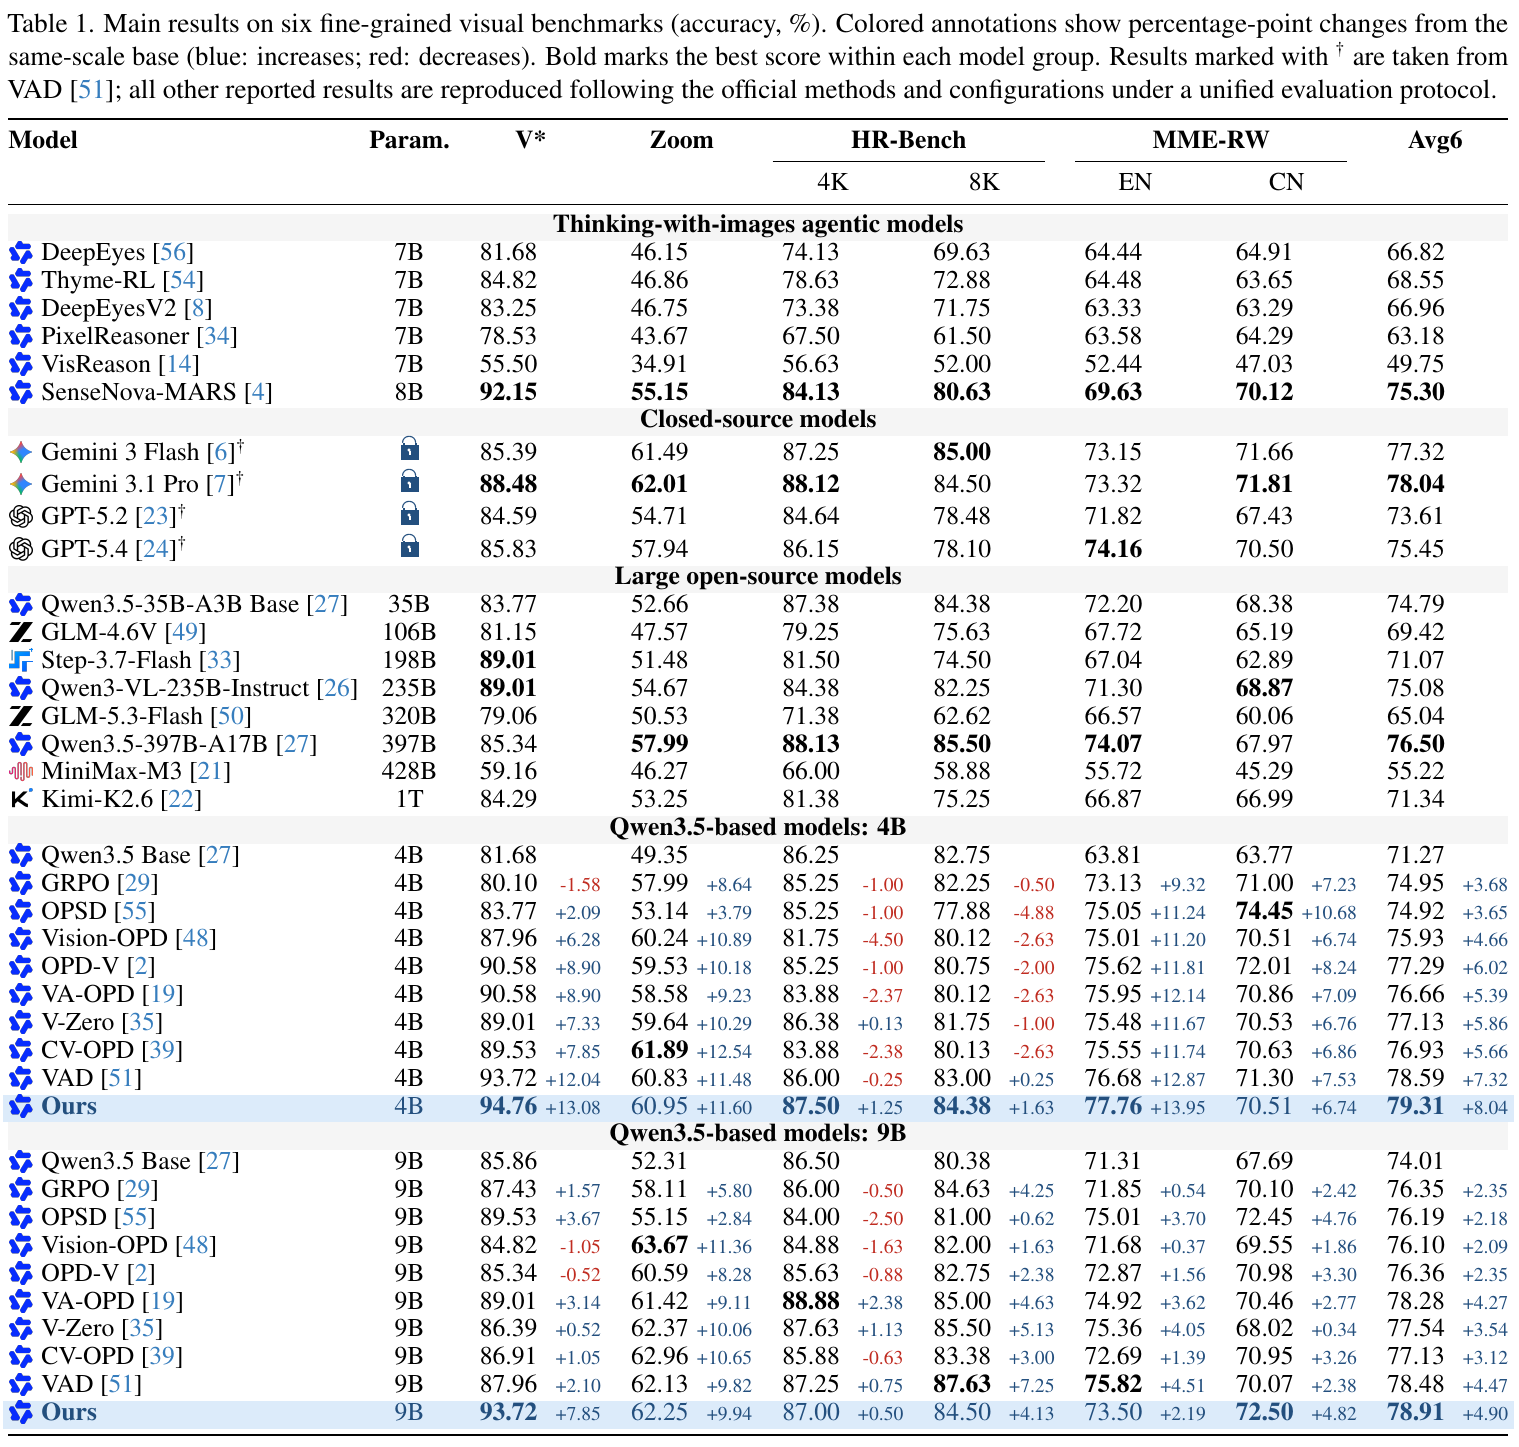 Table 1. Main results on six fine-grained visual benchmarks (accuracy, %). Colored annotations show percentage-point changes from the
same-scale base (blue: increases; red: decreases). Bold marks the best score within each model group. Results marked with † are taken from
VAD [51]; all other reported results are reproduced following the official methods and configurations under a unified evaluation protocol.
Model Param. V* Zoom HR-Bench MME-RW Avg6
4K 8K EN CN
Thinking-with-images agentic models
DeepEyes [56] 7B 81.68 46.15 74.13 69.63 64.44 64.91 66.82
Thyme-RL [54] 7B 84.82 46.86 78.63 72.88 64.48 63.65 68.55
DeepEyesV2 [8] 7B 83.25 46.75 73.38 71.75 63.33 63.29 66.96
PixelReasoner [34] 7B 78.53 43.67 67.50 61.50 63.58 64.29 63.18
VisReason [14] 7B 55.50 34.91 56.63 52.00 52.44 47.03 49.75
SenseNova-MARS [4] 8B 92.15 55.15 84.13 80.63 69.63 70.12 75.30
Closed-source models
Gemini 3 Flash [6]† 85.39 61.49 87.25 85.00 73.15 71.66 77.32
Gemini 3.1 Pro [7]† 88.48 62.01 88.12 84.50 73.32 71.81 78.04
GPT-5.2 [23]† 84.59 54.71 84.64 78.48 71.82 67.43 73.61
GPT-5.4 [24]† 85.83 57.94 86.15 78.10 74.16 70.50 75.45
Large open-source models
Qwen3.5-35B-A3B Base [27] 35B 83.77 52.66 87.38 84.38 72.20 68.38 74.79
GLM-4.6V [49] 106B 81.15 47.57 79.25 75.63 67.72 65.19 69.42
Step-3.7-Flash [33] 198B 89.01 51.48 81.50 74.50 67.04 62.89 71.07
Qwen3-VL-235B-Instruct [26] 235B 89.01 54.67 84.38 82.25 71.30 68.87 75.08
GLM-5.3-Flash [50] 320B 79.06 50.53 71.38 62.62 66.57 60.06 65.04
Qwen3.5-397B-A17B [27] 397B 85.34 57.99 88.13 85.50 74.07 67.97 76.50
MiniMax-M3 [21] 428B 59.16 46.27 66.00 58.88 55.72 45.29 55.22
Kimi-K2.6 [22] 1T 84.29 53.25 81.38 75.25 66.87 66.99 71.34
Qwen3.5-based models: 4B
Qwen3.5 Base [27] 4B 81.68 49.35 86.25 82.75 63.81 63.77 71.27
GRPO [29] 4B 80.10 -1.58 57.99 +8.64 85.25 -1.00 82.25 -0.50 73.13 +9.32 71.00 +7.23 74.95 +3.68
OPSD [55] 4B 83.77 +2.09 53.14 +3.79 85.25 -1.00 77.88 -4.88 75.05 +11.24 74.45 +10.68 74.92 +3.65
Vision-OPD [48] 4B 87.96 +6.28 60.24 +10.89 81.75 -4.50 80.12 -2.63 75.01 +11.20 70.51 +6.74 75.93 +4.66
OPD-V [2] 4B 90.58 +8.90 59.53 +10.18 85.25 -1.00 80.75 -2.00 75.62 +11.81 72.01 +8.24 77.29 +6.02
VA-OPD [19] 4B 90.58 +8.90 58.58 +9.23 83.88 -2.37 80.12 -2.63 75.95 +12.14 70.86 +7.09 76.66 +5.39
V-Zero [35] 4B 89.01 +7.33 59.64 +10.29 86.38 +0.13 81.75 -1.00 75.48 +11.67 70.53 +6.76 77.13 +5.86
CV-OPD [39] 4B 89.53 +7.85 61.89 +12.54 83.88 -2.38 80.13 -2.63 75.55 +11.74 70.63 +6.86 76.93 +5.66
VAD [51] 4B 93.72 +12.04 60.83 +11.48 86.00 -0.25 83.00 +0.25 76.68 +12.87 71.30 +7.53 78.59 +7.32
Ours 4B 94.76 +13.08 60.95 +11.60 87.50 +1.25 84.38 +1.63 77.76 +13.95 70.51 +6.74 79.31 +8.04
Qwen3.5-based models: 9B
Qwen3.5 Base [27] 9B 85.86 52.31 86.50 80.38 71.31 67.69 74.01
GRPO [29] 9B 87.43 +1.57 58.11 +5.80 86.00 -0.50 84.63 +4.25 71.85 +0.54 70.10 +2.42 76.35 +2.35
OPSD [55] 9B 89.53 +3.67 55.15 +2.84 84.00 -2.50 81.00 +0.62 75.01 +3.70 72.45 +4.76 76.19 +2.18
Vision-OPD [48] 9B 84.82 -1.05 63.67 +11.36 84.88 -1.63 82.00 +1.63 71.68 +0.37 69.55 +1.86 76.10 +2.09
OPD-V [2] 9B 85.34 -0.52 60.59 +8.28 85.63 -0.88 82.75 +2.38 72.87 +1.56 70.98 +3.30 76.36 +2.35
VA-OPD [19] 9B 89.01 +3.14 61.42 +9.11 88.88 +2.38 85.00 +4.63 74.92 +3.62 70.46 +2.77 78.28 +4.27
V-Zero [35] 9B 86.39 +0.52 62.37 +10.06 87.63 +1.13 85.50 +5.13 75.36 +4.05 68.02 +0.34 77.54 +3.54
CV-OPD [39] 9B 86.91 +1.05 62.96 +10.65 85.88 -0.63 83.38 +3.00 72.69 +1.39 70.95 +3.26 77.13 +3.12
VAD [51] 9B 87.96 +2.10 62.13 +9.82 87.25 +0.75 87.63 +7.25 75.82 +4.51 70.07 +2.38 78.48 +4.47
Ours 9B 93.72 +7.85 62.25 +9.94 87.00 +0.50 84.50 +4.13 73.50 +2.19 72.50 +4.82 78.91 +4.90